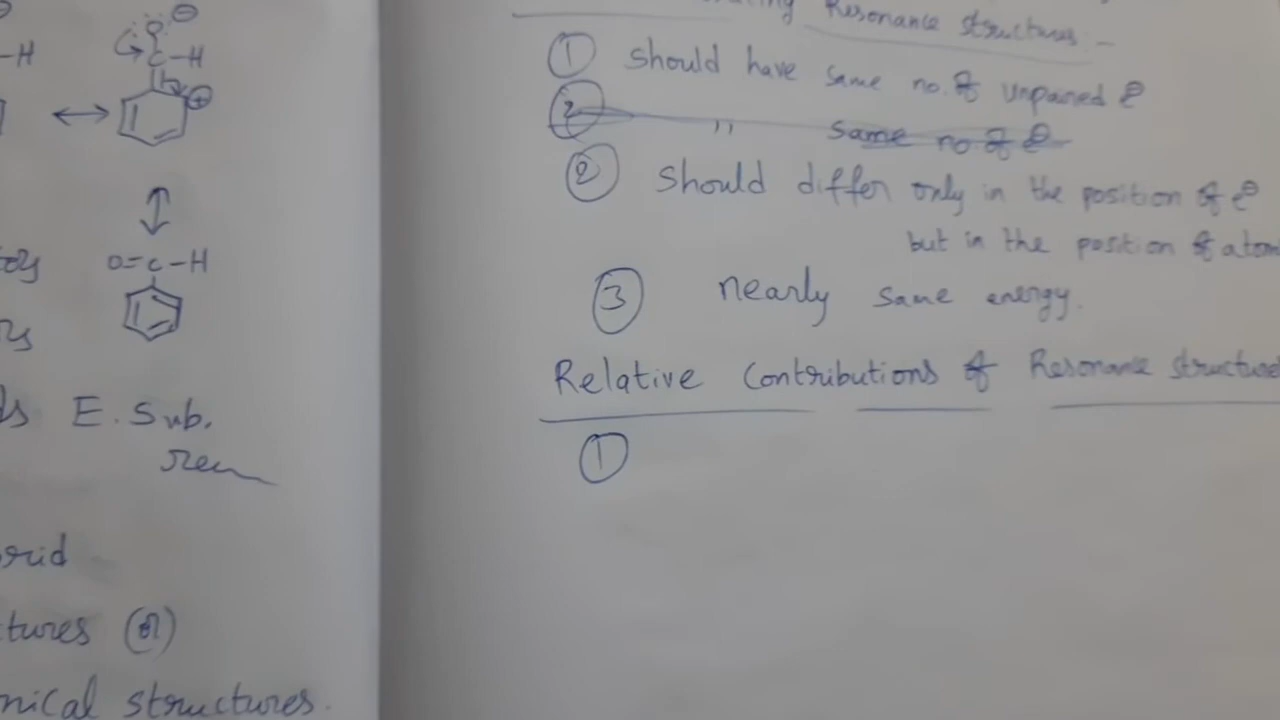 Resonance Structures :-
① Should have same no. of unpaired e
② " same no of e
② Should differ only in the position of e
but in the position of atom
③ nearly same energy.
Relative Contributions of Resonance Structure
①
-H
C-H
⊕
O=C-H
E. Sub.
rid
tures (or)
nical structures.